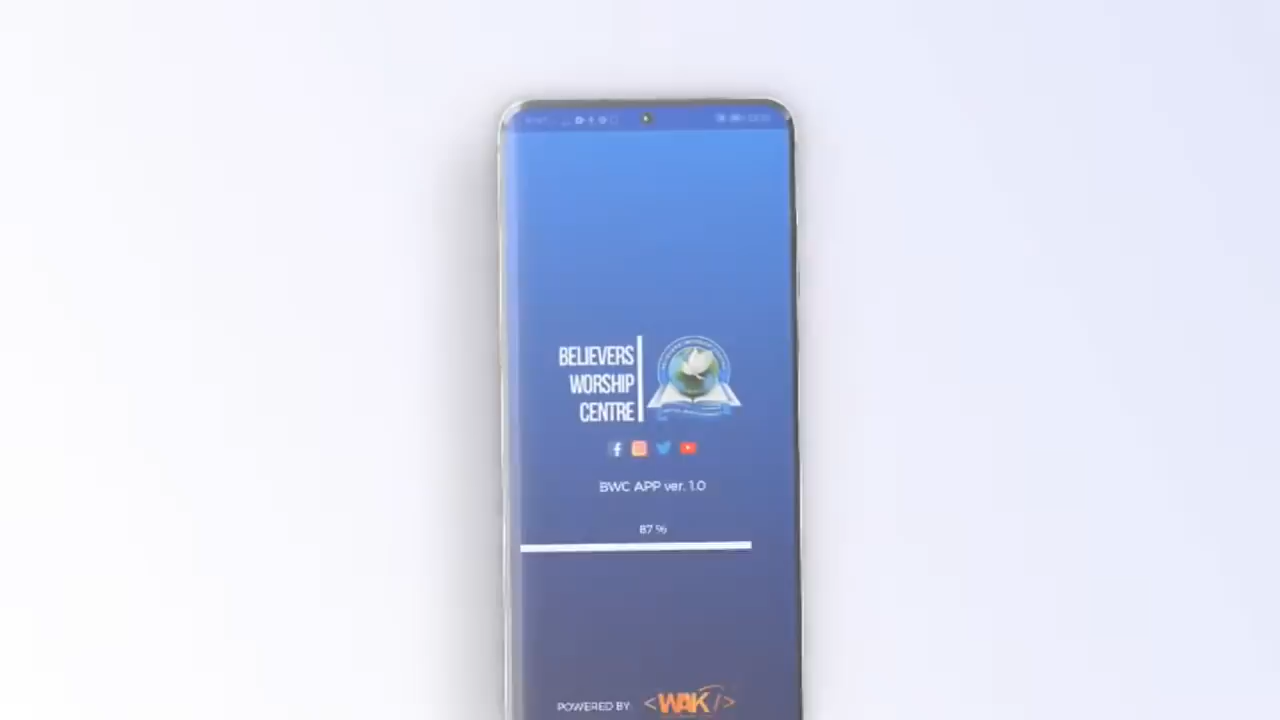 BELIEVERS
WORSHIP
CENTRE
BWC APP ver. 1.0
87 %
POWERED BY: <WAK/>